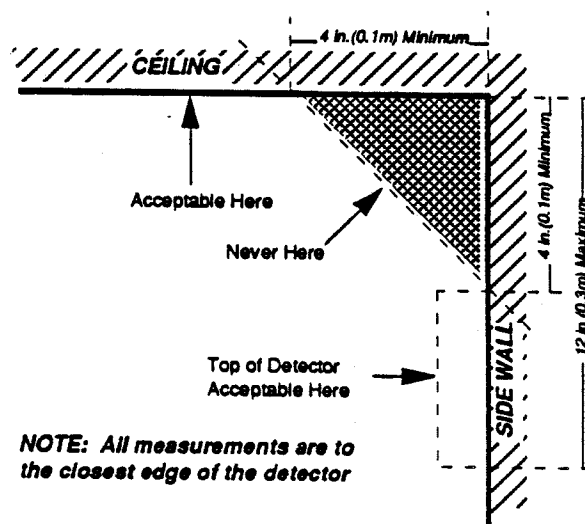 4 in.(0.1m) Minimum
CEILING
Acceptable Here
Never Here
4 in.(0.1m) Minimum
12 in.(0.3m) Maximum
Top of Detector
Acceptable Here
SIDE WALL
NOTE: All measurements are to
the closest edge of the detector